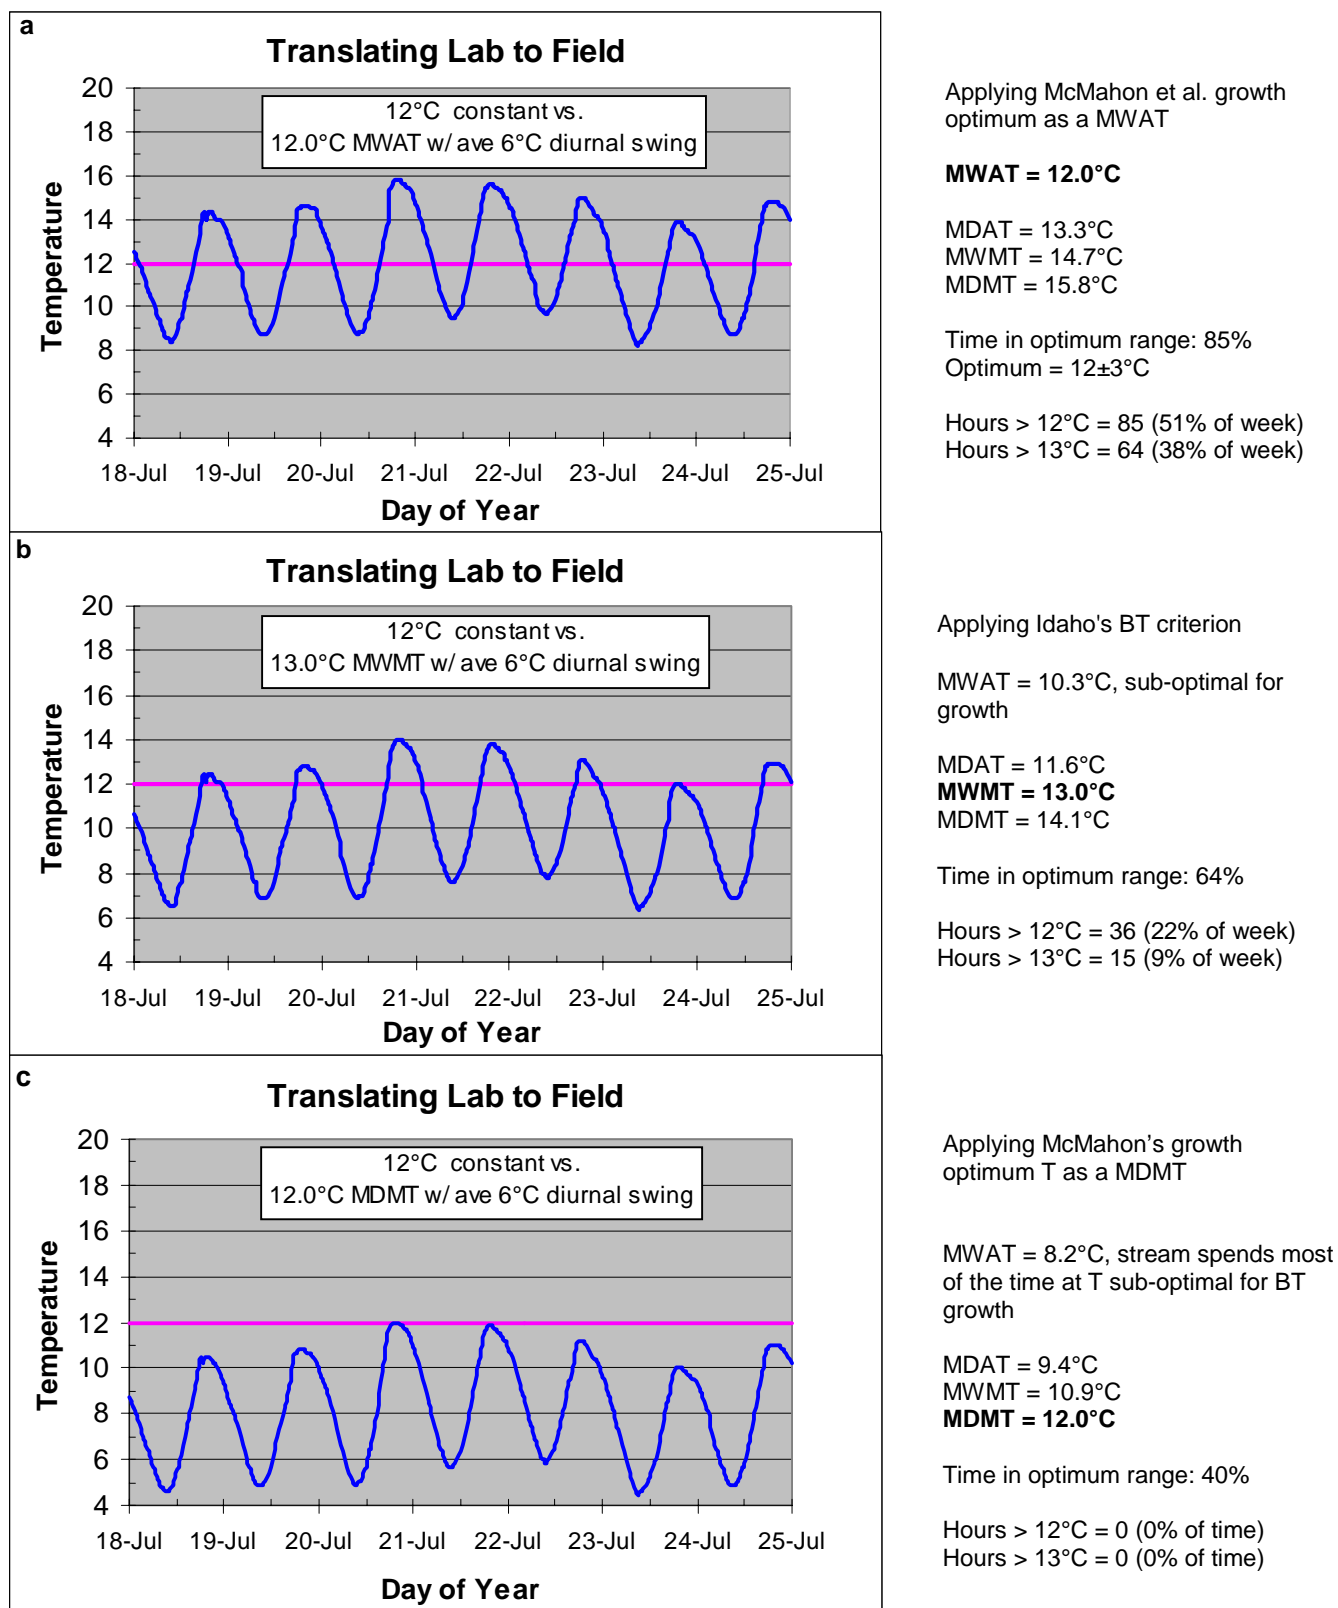 a
Translating Lab to Field
12°C constant vs.
12.0°C MWAT w/ ave 6°C diurnal swing
Temperature
20
18
16
14
12
10
8
6
4
18-Jul 19-Jul 20-Jul 21-Jul 22-Jul 23-Jul 24-Jul 25-Jul
Day of Year
Applying McMahon et al. growth
optimum as a MWAT
MWAT = 12.0°C
MDAT = 13.3°C
MWMT = 14.7°C
MDMT = 15.8°C
Time in optimum range: 85%
Optimum = 12±3°C
Hours > 12°C = 85 (51% of week)
Hours > 13°C = 64 (38% of week)
b
Translating Lab to Field
12°C constant vs.
13.0°C MWMT w/ ave 6°C diurnal swing
Temperature
20
18
16
14
12
10
8
6
4
18-Jul 19-Jul 20-Jul 21-Jul 22-Jul 23-Jul 24-Jul 25-Jul
Day of Year
Applying Idaho's BT criterion
MWAT = 10.3°C, sub-optimal for
growth
MDAT = 11.6°C
MWMT = 13.0°C
MDMT = 14.1°C
Time in optimum range: 64%
Hours > 12°C = 36 (22% of week)
Hours > 13°C = 15 (9% of week)
c
Translating Lab to Field
12°C constant vs.
12.0°C MDMT w/ ave 6°C diurnal swing
Temperature
20
18
16
14
12
10
8
6
4
18-Jul 19-Jul 20-Jul 21-Jul 22-Jul 23-Jul 24-Jul 25-Jul
Day of Year
Applying McMahon’s growth
optimum T as a MDMT
MWAT = 8.2°C, stream spends most
of the time at T sub-optimal for BT
growth
MDAT = 9.4°C
MWMT = 10.9°C
MDMT = 12.0°C
Time in optimum range: 40%
Hours > 12°C = 0 (0% of time)
Hours > 13°C = 0 (0% of time)